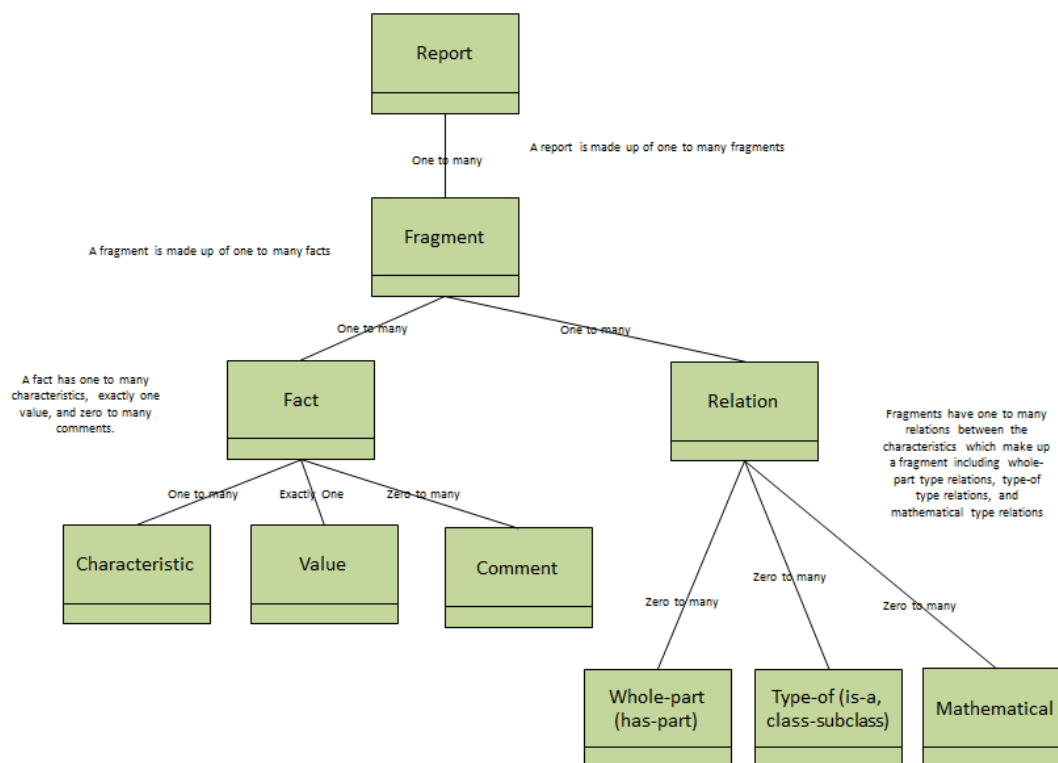 Report
One to many
A report is made up of one to many fragments
Fragment
A fragment is made up of one to many facts
One to many
One to many
A fact has one to many
characteristics, exactly one
value, and zero to many
comments.
Fact
Relation
Fragments have one to many
relations between the
characteristics which make up
a fragment including whole-
part type relations, type-of
type relations, and
mathematical type relations
One to many
Exactly One
Zero to many
Characteristic
Value
Comment
Zero to many
Zero to many
Zero to many
Whole-part
(has-part)
Type-of (is-a,
class-subclass)
Mathematical